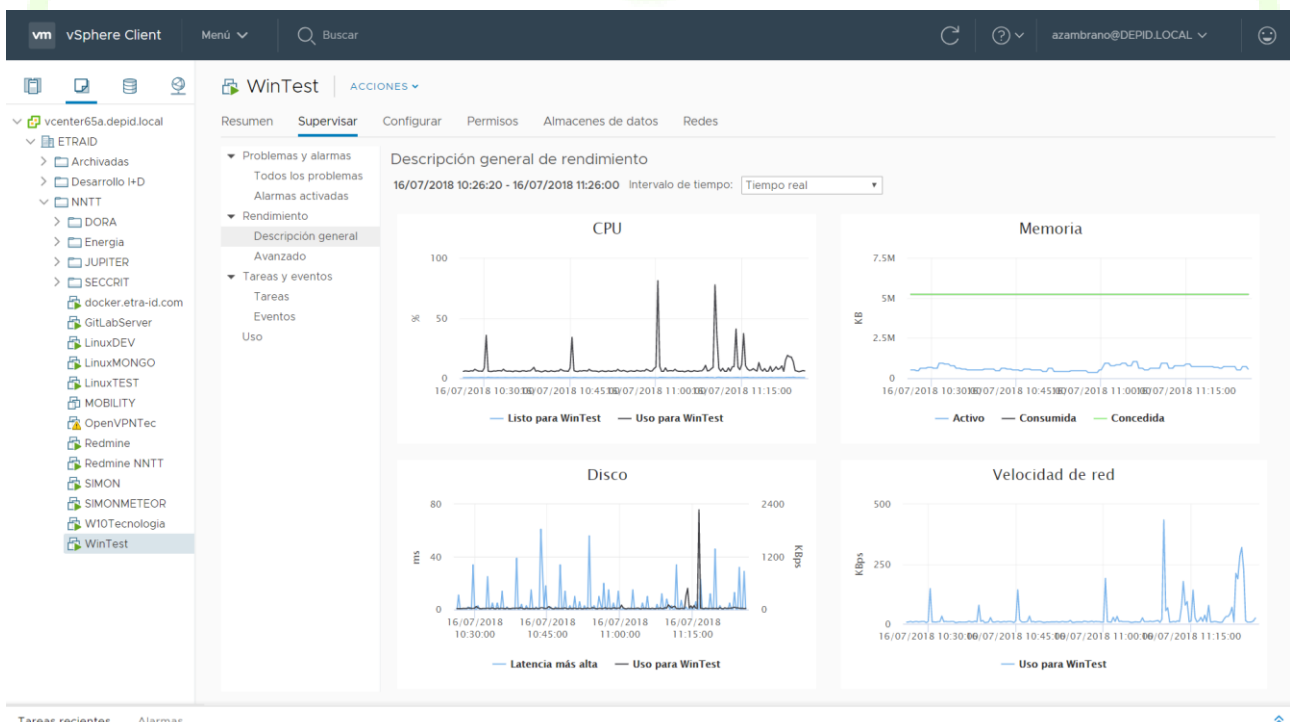 vm vSphere Client Menú Buscar azambrano@DEPID.LOCAL
vcenter65a.depid.local
ETRAID
Archivadas
Desarrollo I+D
NNTT
DORA
Energia
JUPITER
SECCRIT
docker.etra-id.com
GitLabServer
LinuxDEV
LinuxMONGO
LinuxTEST
MOBILITY
OpenVPNTec
Redmine
Redmine NNTT
SIMON
SIMONMETEOR
W10Tecnologia
WinTest
WinTest ACCIONES
Resumen Supervisar Configurar Permisos Almacenes de datos Redes
Problemas y alarmas
Todos los problemas
Alarmas activadas
Rendimiento
Descripción general
Avanzado
Tareas y eventos
Tareas
Eventos
Uso
Descripción general de rendimiento
16/07/2018 10:26:20 - 16/07/2018 11:26:00 Intervalo de tiempo: Tiempo real
CPU
100
%
50
0
16/07/2018 10:30:00 16/07/2018 10:45:00 16/07/2018 11:00:00 16/07/2018 11:15:00
Listo para WinTest Uso para WinTest
Memoria
7.5M
5M
KB
2.5M
0
16/07/2018 10:30:00 16/07/2018 10:45:00 16/07/2018 11:00:00 16/07/2018 11:15:00
Activo Consumida Concedida
Disco
80 2400
ms 40 1200 KBps
0 0
16/07/2018 16/07/2018 16/07/2018 16/07/2018
10:30:00 10:45:00 11:00:00 11:15:00
Latencia más alta Uso para WinTest
Velocidad de red
500
KBps 250
0
16/07/2018 10:30:00 16/07/2018 10:45:00 16/07/2018 11:00:00 16/07/2018 11:15:00
Uso para WinTest
Tareas recientes Alarmas